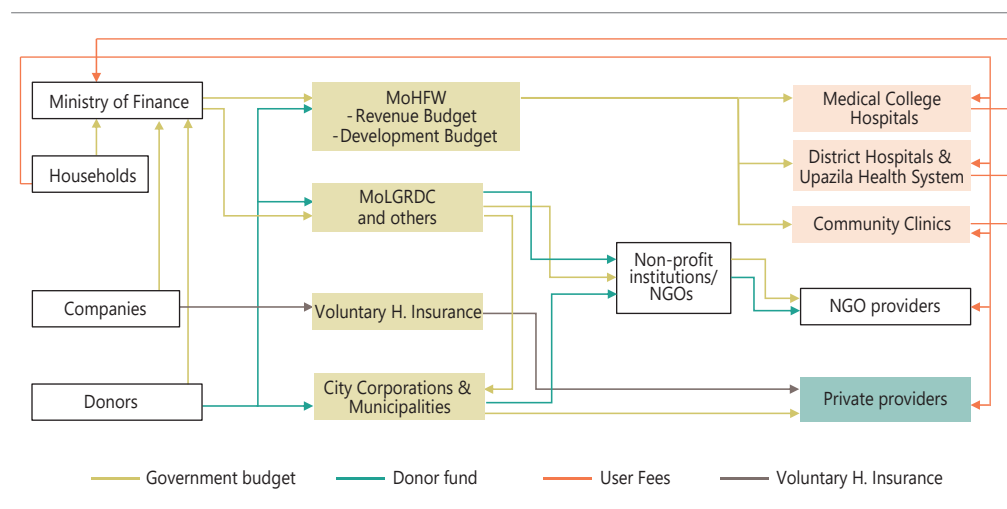 Ministry of Finance
Households
Companies
Donors
MoHFW
-Revenue Budget
-Development Budget
MoLGRDC
and others
Voluntary H. Insurance
City Corporations &
Municipalities
Non-profit
institutions/
NGOs
Medical College
Hospitals
District Hospitals &
Upazila Health System
Community Clinics
NGO providers
Private providers
Government budget
Donor fund
User Fees
Voluntary H. Insurance